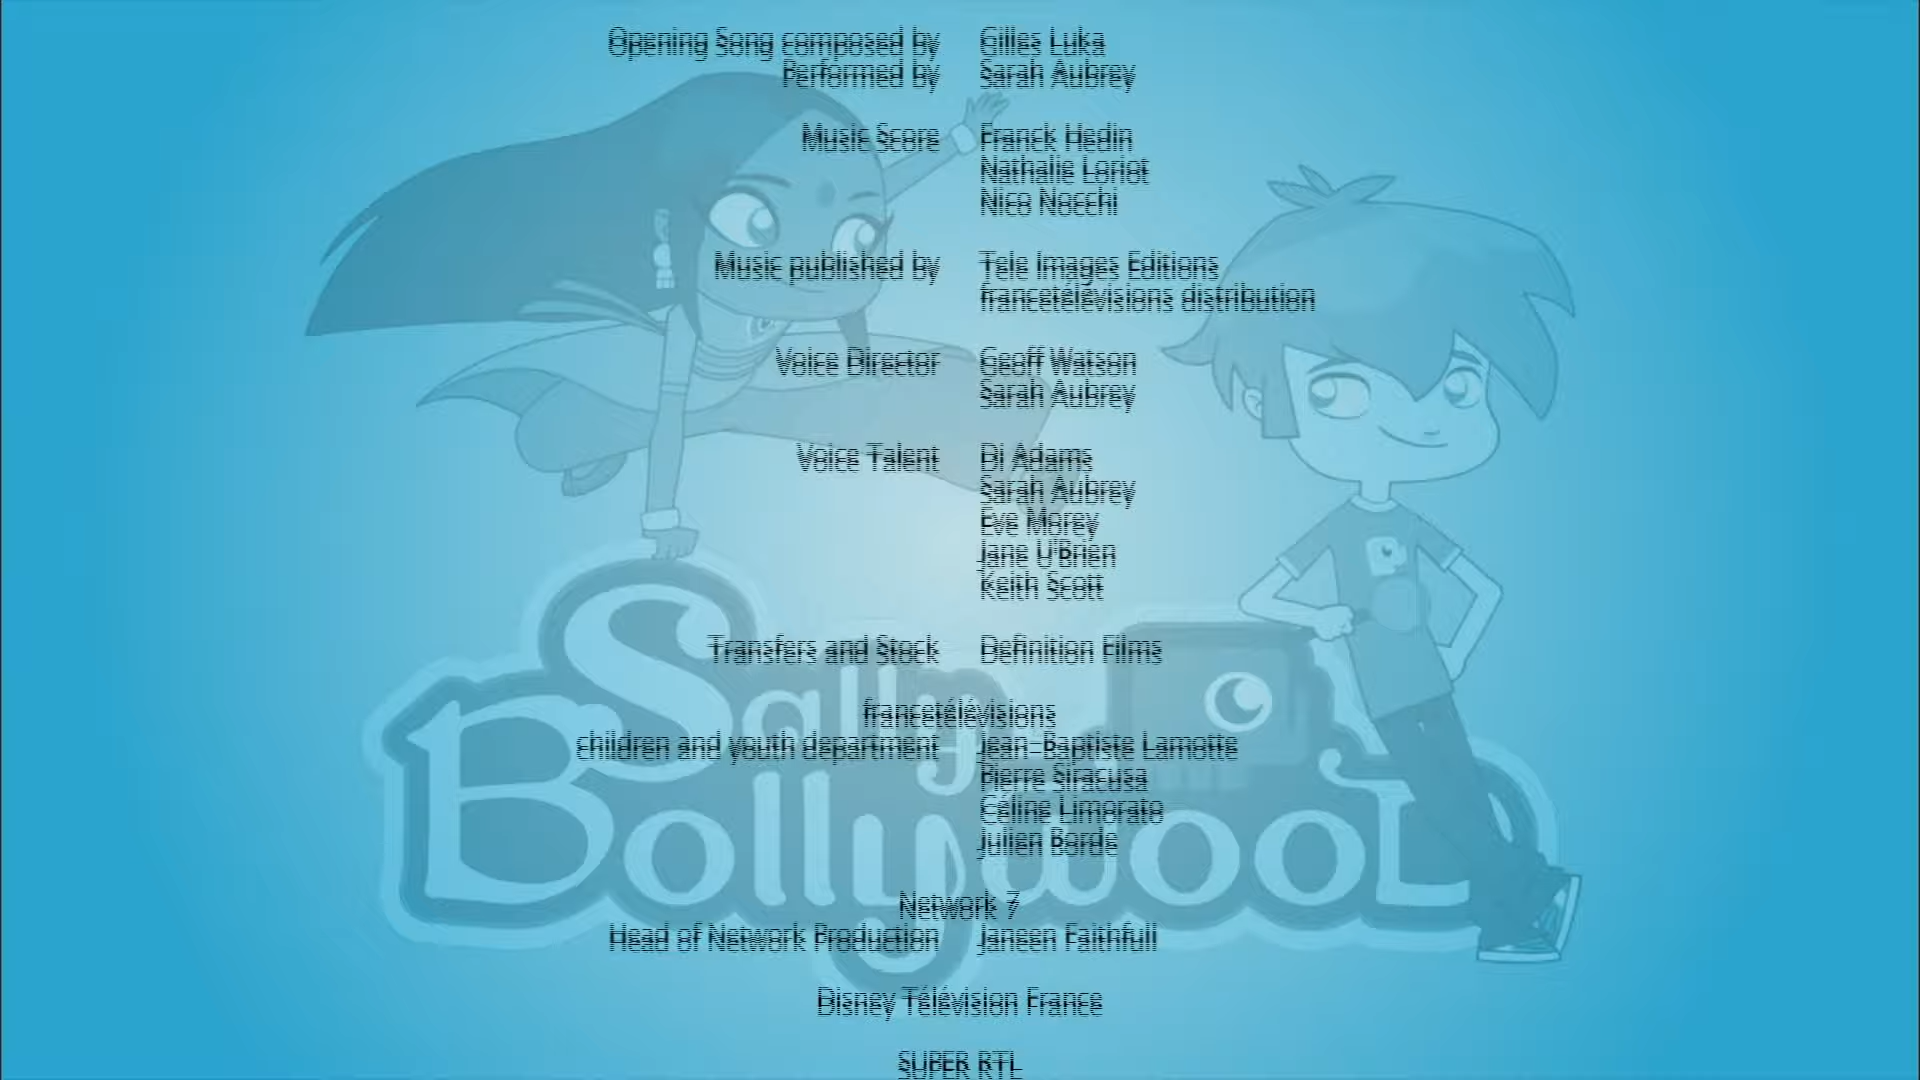 Opening Song composed by Gilles Luka
Performed by Sarah Aubrey
Music Score Franck Hedin
Nathalie Loriot
Nico Nocchi
Music published by Tele Images Editions
francetélévisions distribution
Voice Director Geoff Watson
Sarah Aubrey
Voice Talent Di Adams
Sarah Aubrey
Eve Morey
Jane U'Brien
Keith Scott
Transfers and Stock Definition Films
francetélévisions
children and youth department Jean-Baptiste Lamotte
Pierre Siracusa
Céline Limorato
Julien Borde
Network 7
Head of Network Production Janeen Faithfull
Disney Télévision France
SUPER RTL
Sally
Bollywood